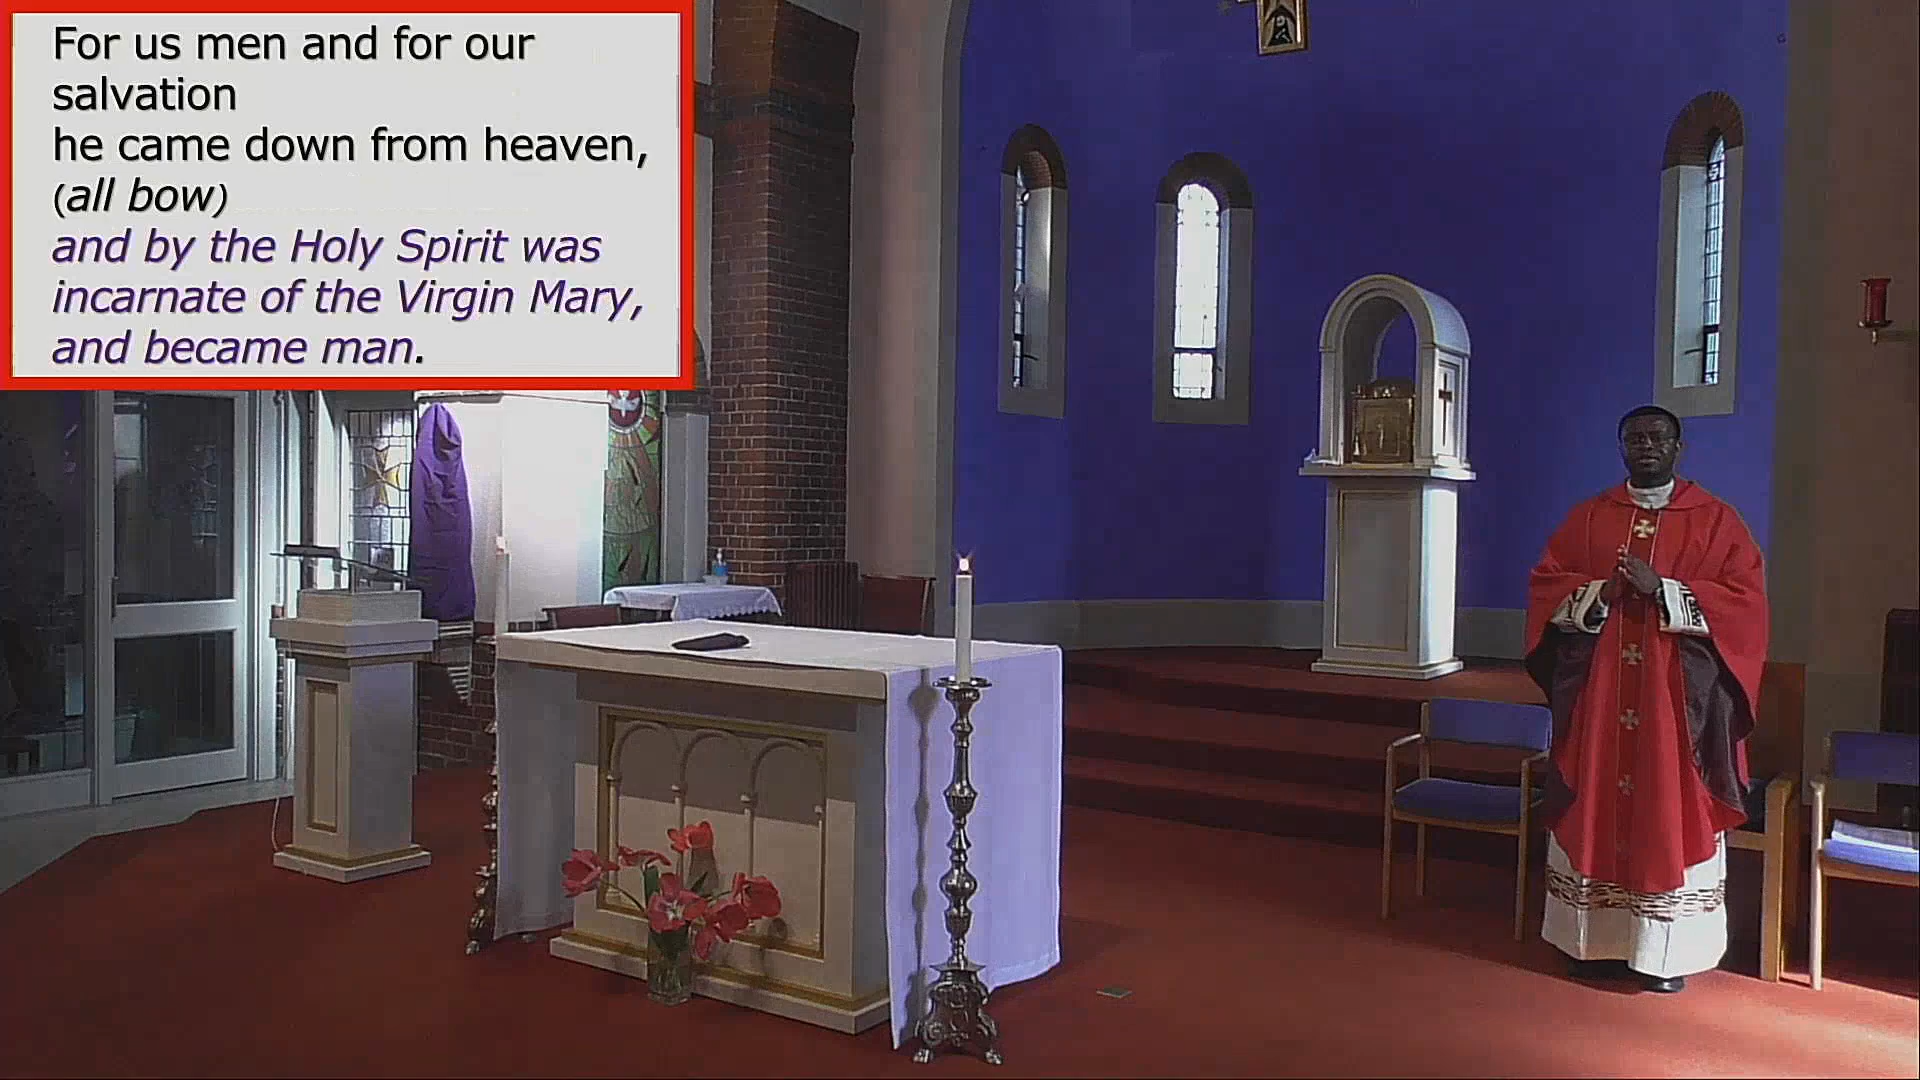 For us men and for our
salvation
he came down from heaven,
(all bow)
and by the Holy Spirit was
incarnate of the Virgin Mary,
and became man.